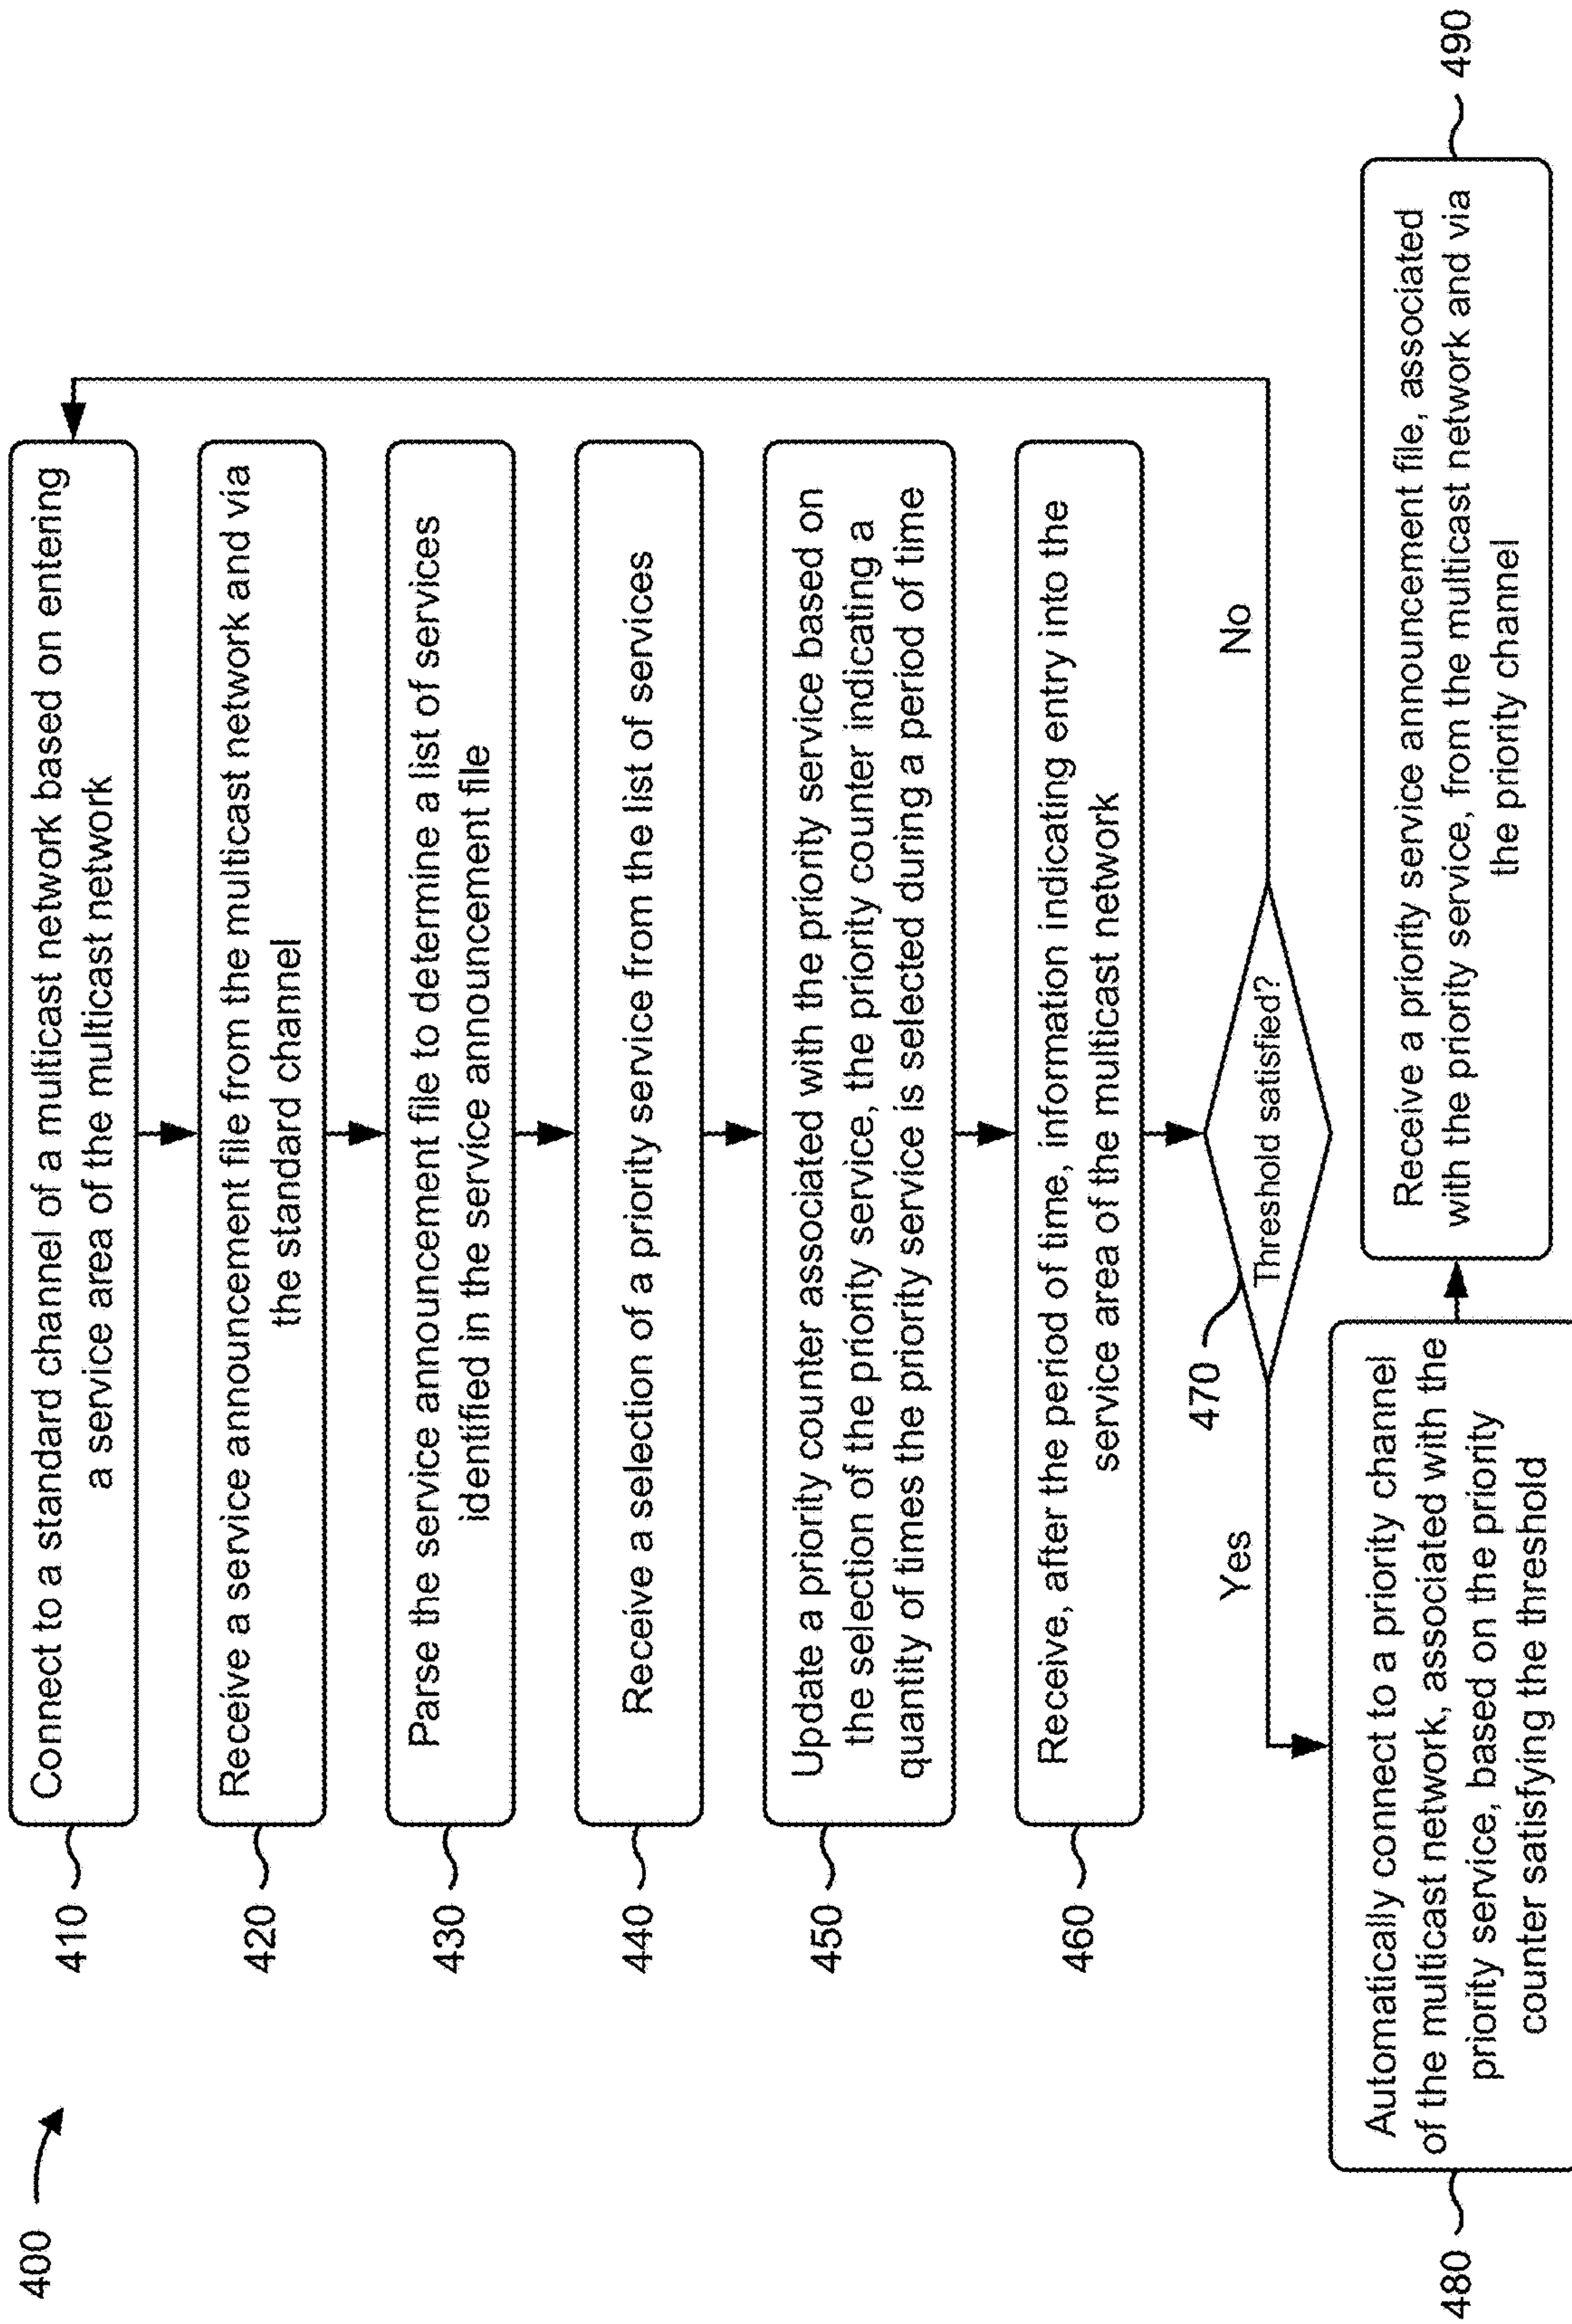 400
410
Connect to a standard channel of a multicast network based on entering
a service area of the multicast network
420
Receive a service announcement file from the multicast network and via
the standard channel
430
Parse the service announcement file to determine a list of services
identified in the service announcement file
440
Receive a selection of a priority service from the list of services
450
Update a priority counter associated with the priority service based on
the selection of the priority service, the priority counter indicating a
quantity of times the priority service is selected during a period of time
460
Receive, after the period of time, information indicating entry into the
service area of the multicast network
470
Threshold satisfied?
Yes
No
480
Automatically connect to a priority channel
of the multicast network, associated with the
priority service, based on the priority
counter satisfying the threshold
Receive a priority service announcement file, associated
with the priority service, from the multicast network and via
the priority channel
490